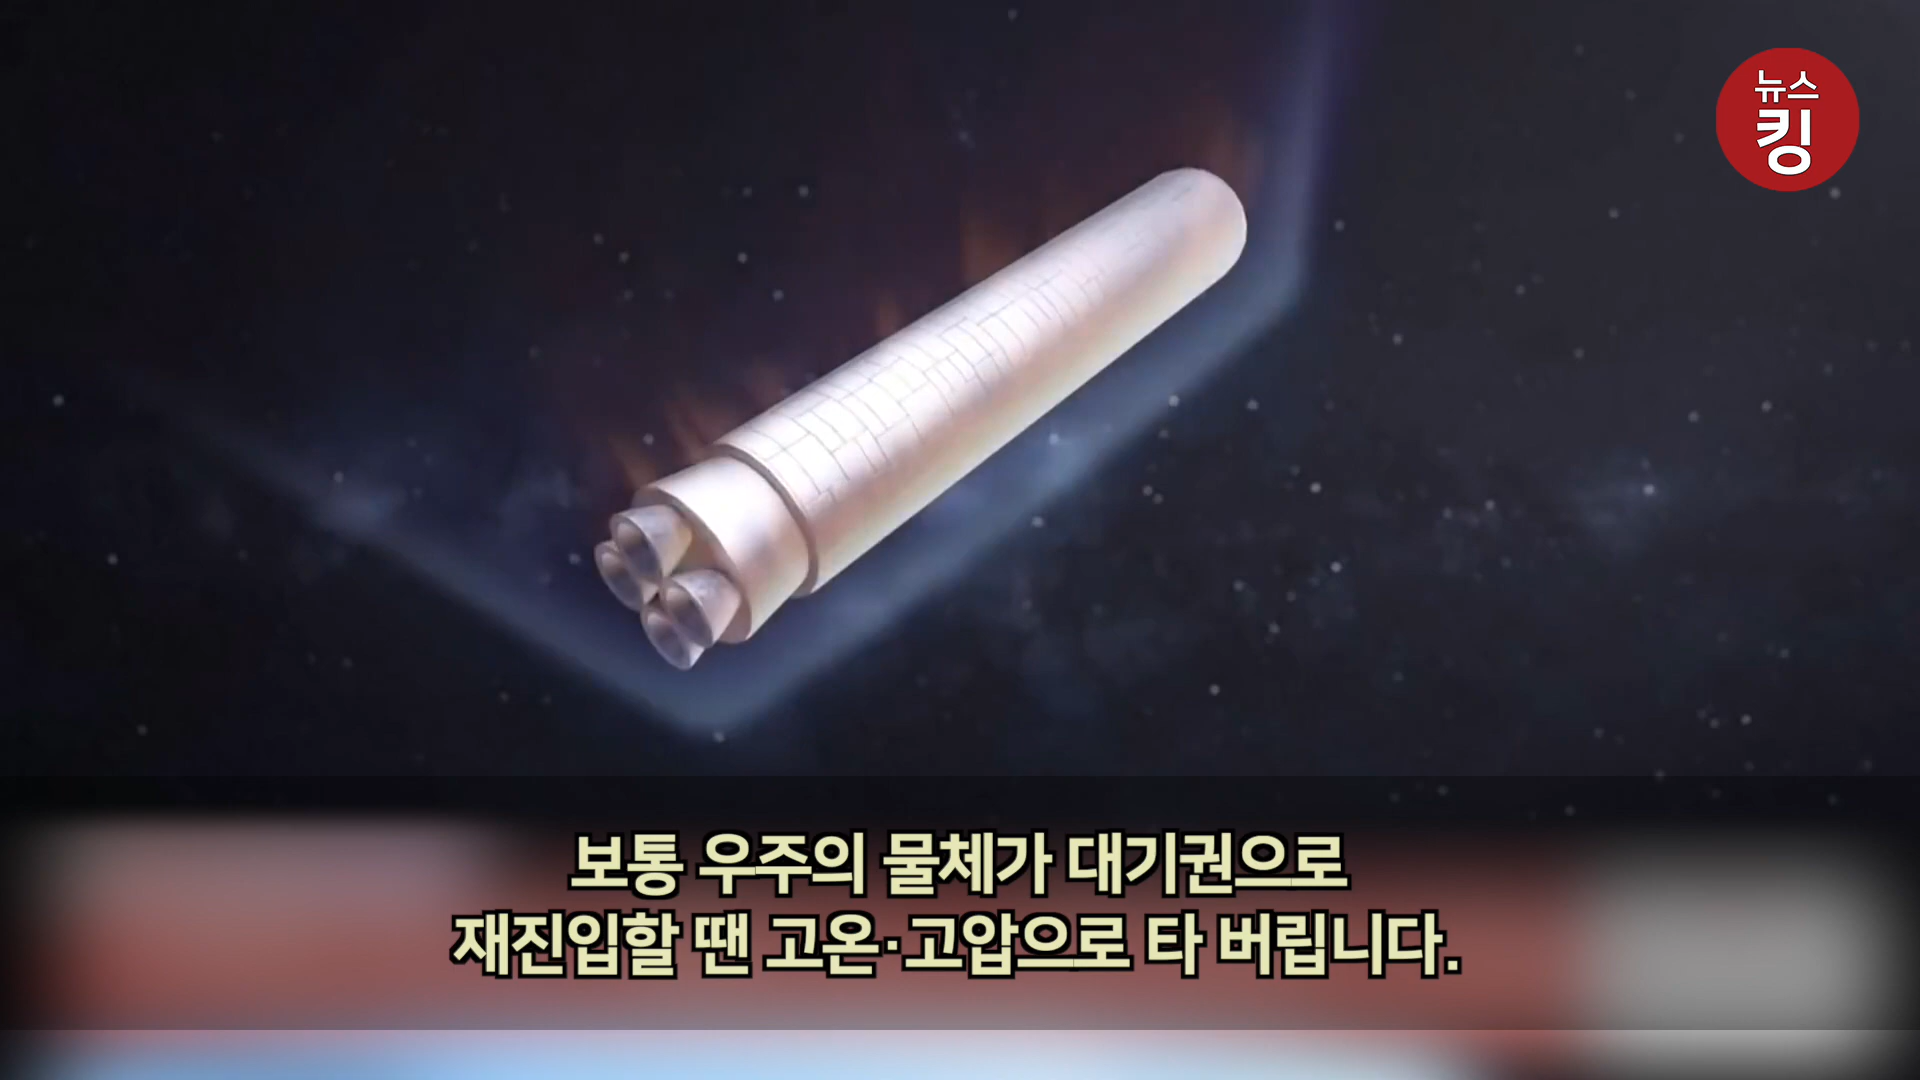 뉴스
킹
보통 우주의 물체가 대기권으로
재진입할 땐 고온·고압으로 타 버립니다.